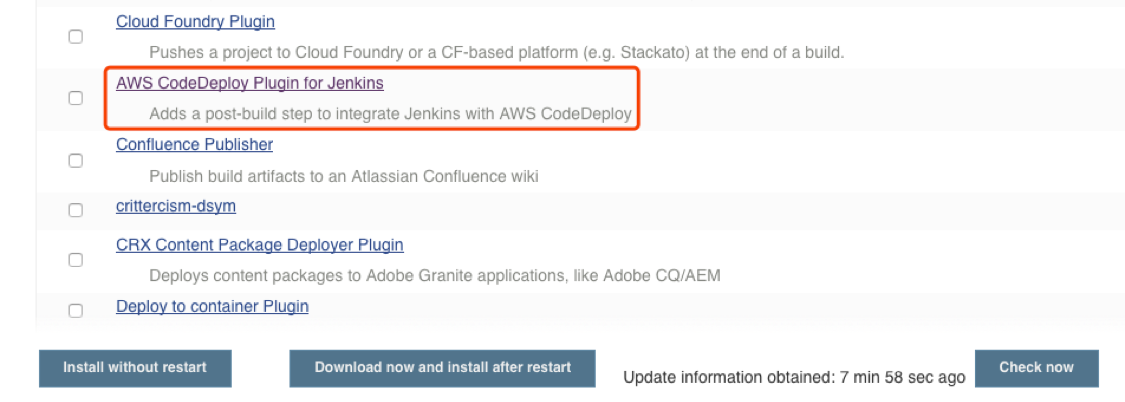 Cloud Foundry Plugin
Pushes a project to Cloud Foundry or a CF-based platform (e.g. Stackato) at the end of a build.
AWS CodeDeploy Plugin for Jenkins
Adds a post-build step to integrate Jenkins with AWS CodeDeploy
Confluence Publisher
Publish build artifacts to an Atlassian Confluence wiki
crittercism-dsym
CRX Content Package Deployer Plugin
Deploys content packages to Adobe Granite applications, like Adobe CQ/AEM
Deploy to container Plugin
Install without restart Download now and install after restart Update information obtained: 7 min 58 sec ago Check now